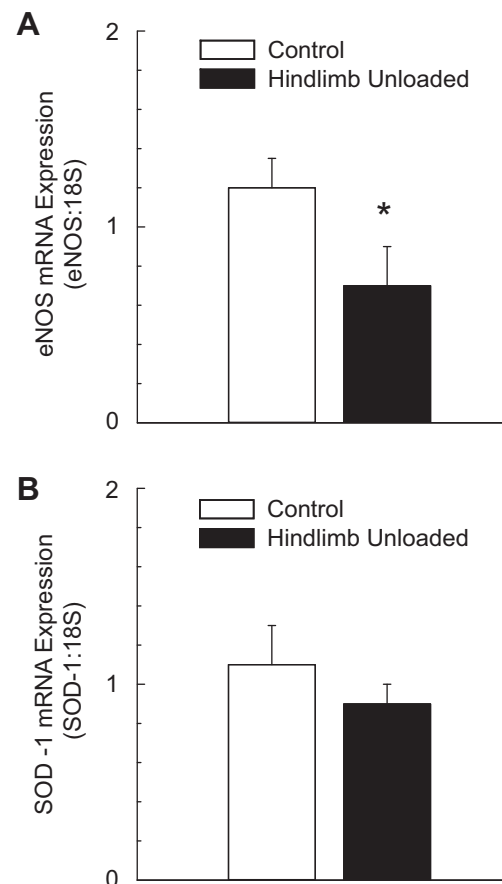 A
2
Control
Hindlimb Unloaded
eNOS mRNA Expression
(eNOS:18S)
1
*
0
B
2
Control
Hindlimb Unloaded
SOD -1 mRNA Expression
(SOD-1:18S)
1
0